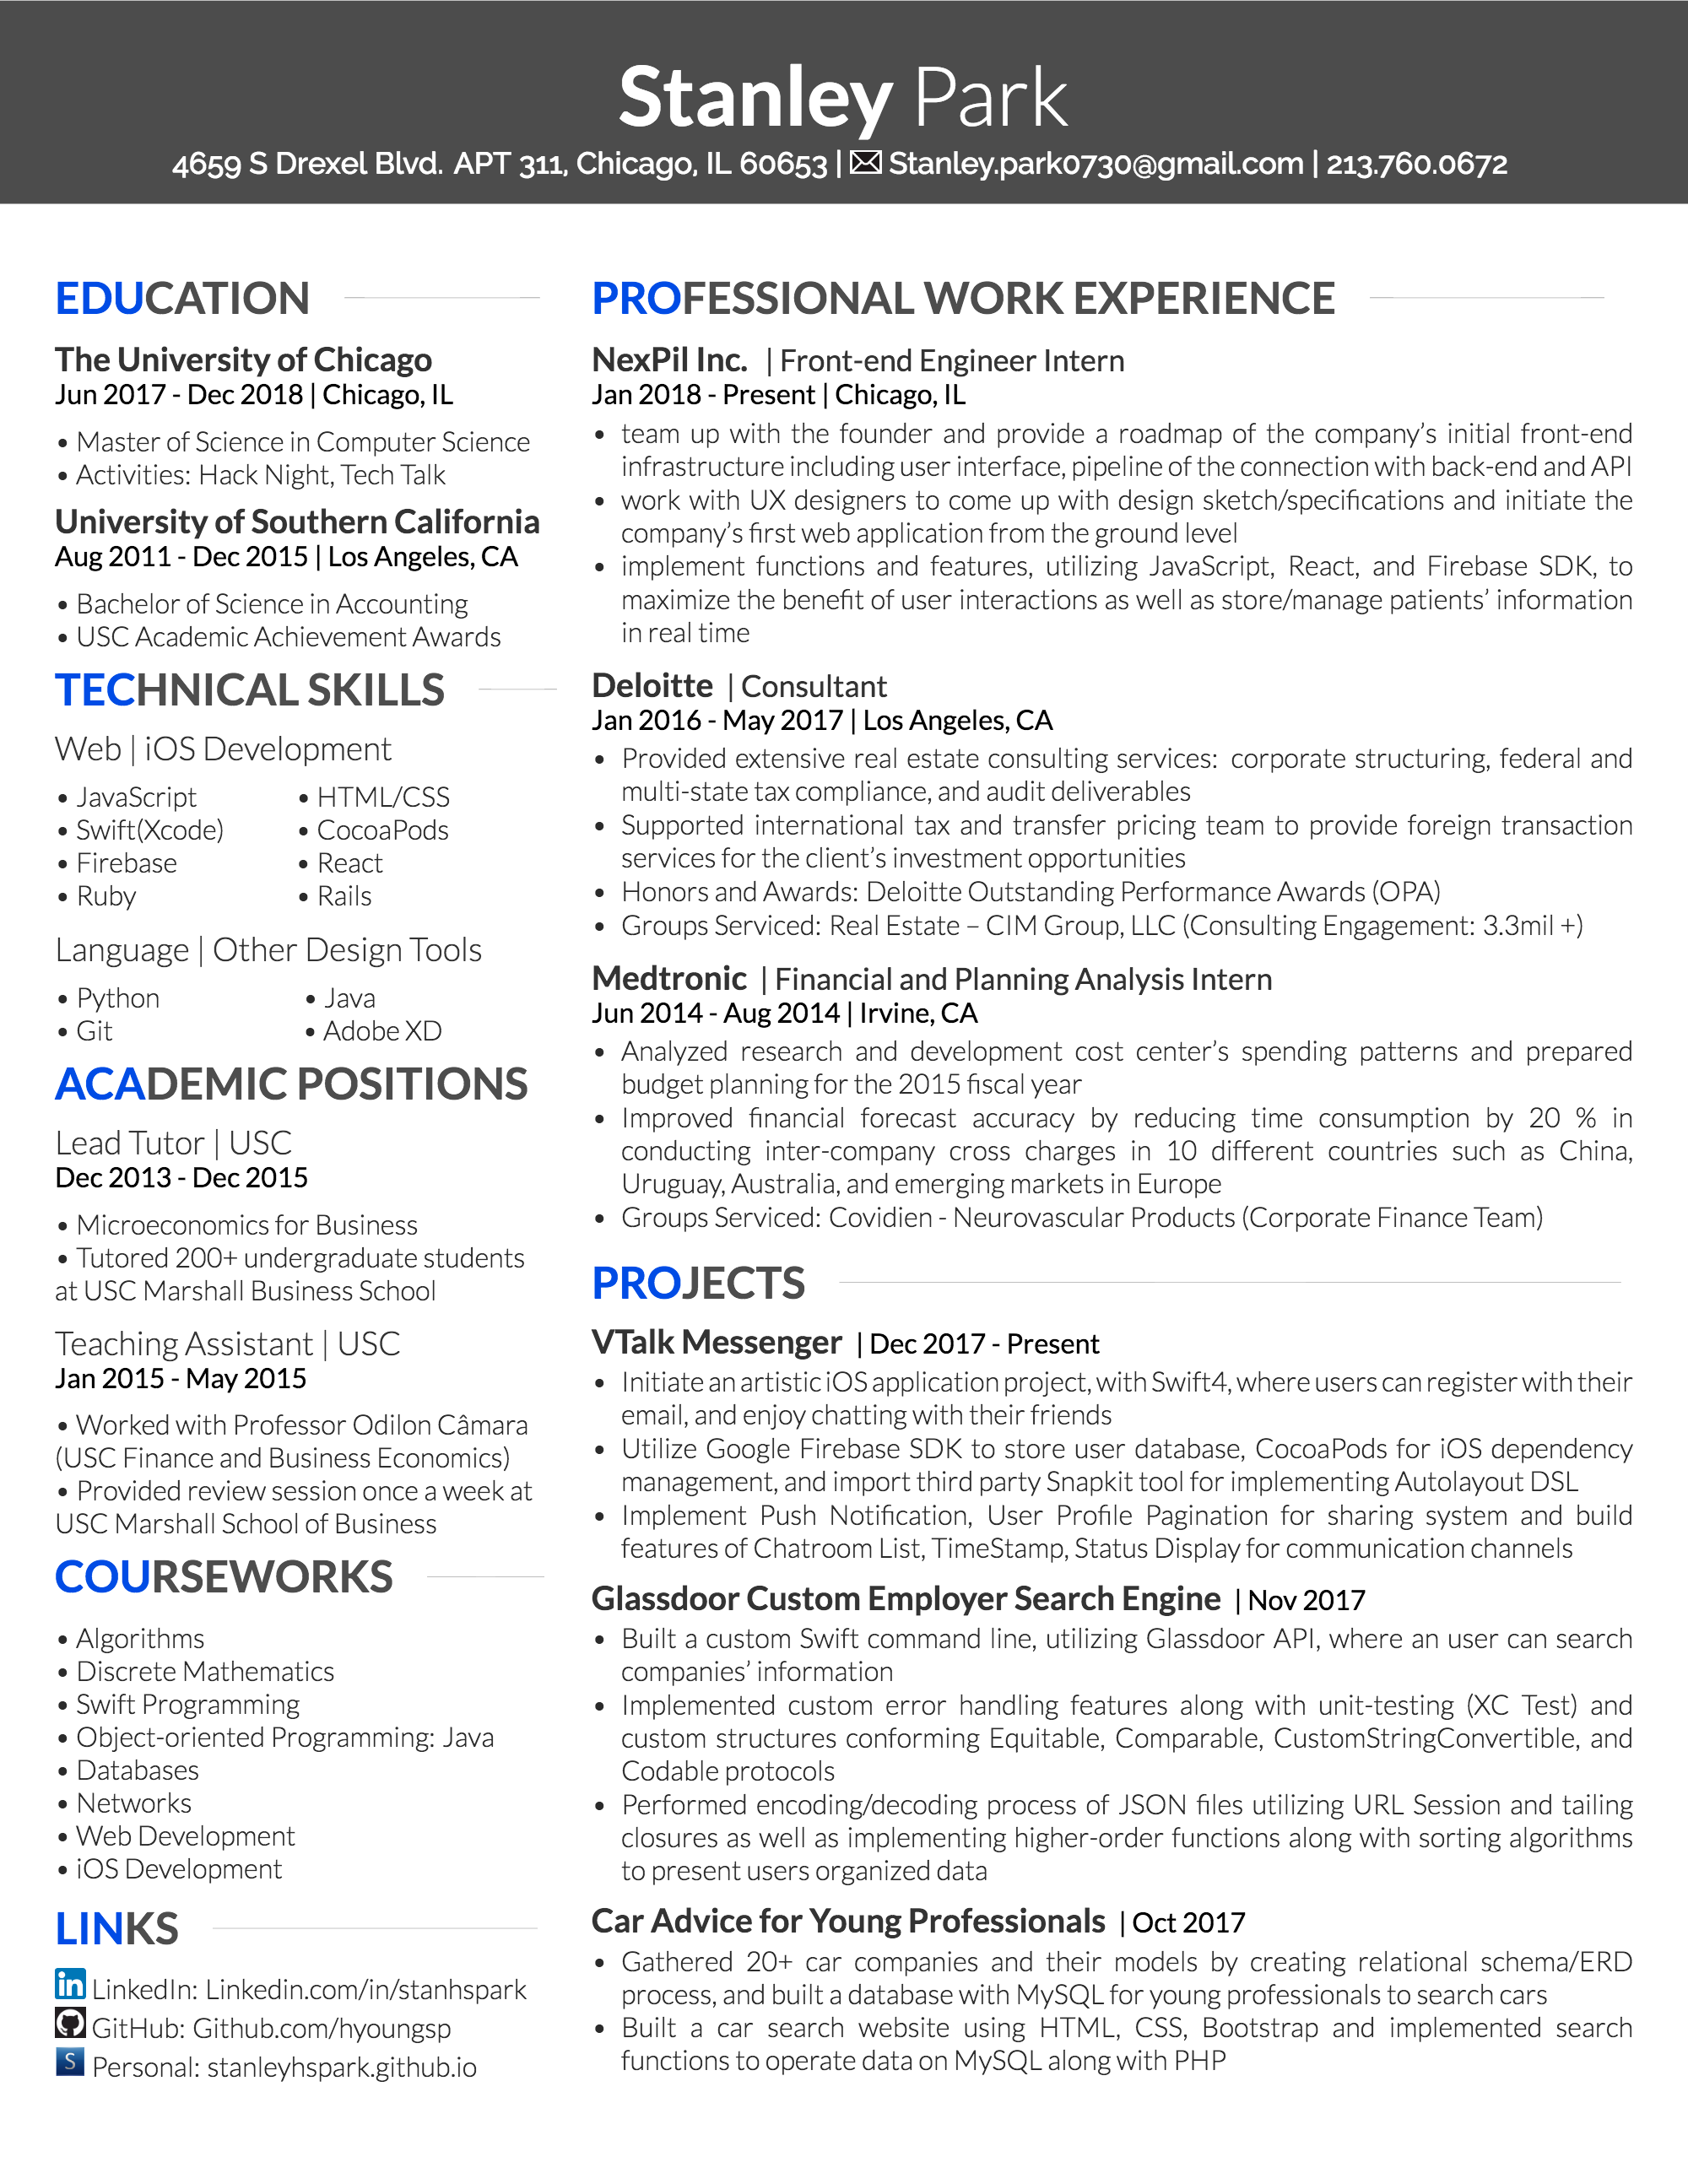 Stanley Park
4659 S Drexel Blvd. APT 311, Chicago, IL 60653 | Stanley.park0730@gmail.com | 213.760.0672
EDUCATION
The University of Chicago
Jun 2017 - Dec 2018 | Chicago, IL
• Master of Science in Computer Science
• Activities: Hack Night, Tech Talk
University of Southern California
Aug 2011 - Dec 2015 | Los Angeles, CA
• Bachelor of Science in Accounting
• USC Academic Achievement Awards
TECHNICAL SKILLS
Web | iOS Development
• JavaScript • HTML/CSS
• Swift(Xcode) • CocoaPods
• Firebase • React
• Ruby • Rails
Language | Other Design Tools
• Python • Java
• Git • Adobe XD
ACADEMIC POSITIONS
Lead Tutor | USC
Dec 2013 - Dec 2015
• Microeconomics for Business
• Tutored 200+ undergraduate students
at USC Marshall Business School
Teaching Assistant | USC
Jan 2015 - May 2015
• Worked with Professor Odilon Câmara
(USC Finance and Business Economics)
• Provided review session once a week at
USC Marshall School of Business
COURSEWORKS
• Algorithms
• Discrete Mathematics
• Swift Programming
• Object-oriented Programming: Java
• Databases
• Networks
• Web Development
• iOS Development
LINKS
in LinkedIn: Linkedin.com/in/stanhspark
GitHub: Github.com/hyoungsp
S Personal: stanleyhspark.github.io
PROFESSIONAL WORK EXPERIENCE
NexPil Inc. | Front-end Engineer Intern
Jan 2018 - Present | Chicago, IL
• team up with the founder and provide a roadmap of the company’s initial front-end
infrastructure including user interface, pipeline of the connection with back-end and API
• work with UX designers to come up with design sketch/specifications and initiate the
company’s first web application from the ground level
• implement functions and features, utilizing JavaScript, React, and Firebase SDK, to
maximize the benefit of user interactions as well as store/manage patients’ information
in real time
Deloitte | Consultant
Jan 2016 - May 2017 | Los Angeles, CA
• Provided extensive real estate consulting services: corporate structuring, federal and
multi-state tax compliance, and audit deliverables
• Supported international tax and transfer pricing team to provide foreign transaction
services for the client’s investment opportunities
• Honors and Awards: Deloitte Outstanding Performance Awards (OPA)
• Groups Serviced: Real Estate – CIM Group, LLC (Consulting Engagement: 3.3mil +)
Medtronic | Financial and Planning Analysis Intern
Jun 2014 - Aug 2014 | Irvine, CA
• Analyzed research and development cost center’s spending patterns and prepared
budget planning for the 2015 fiscal year
• Improved financial forecast accuracy by reducing time consumption by 20 % in
conducting inter-company cross charges in 10 different countries such as China,
Uruguay, Australia, and emerging markets in Europe
• Groups Serviced: Covidien - Neurovascular Products (Corporate Finance Team)
PROJECTS
VTalk Messenger | Dec 2017 - Present
• Initiate an artistic iOS application project, with Swift4, where users can register with their
email, and enjoy chatting with their friends
• Utilize Google Firebase SDK to store user database, CocoaPods for iOS dependency
management, and import third party Snapkit tool for implementing Autolayout DSL
• Implement Push Notification, User Profile Pagination for sharing system and build
features of Chatroom List, TimeStamp, Status Display for communication channels
Glassdoor Custom Employer Search Engine | Nov 2017
• Built a custom Swift command line, utilizing Glassdoor API, where an user can search
companies’ information
• Implemented custom error handling features along with unit-testing (XC Test) and
custom structures conforming Equitable, Comparable, CustomStringConvertible, and
Codable protocols
• Performed encoding/decoding process of JSON files utilizing URL Session and tailing
closures as well as implementing higher-order functions along with sorting algorithms
to present users organized data
Car Advice for Young Professionals | Oct 2017
• Gathered 20+ car companies and their models by creating relational schema/ERD
process, and built a database with MySQL for young professionals to search cars
• Built a car search website using HTML, CSS, Bootstrap and implemented search
functions to operate data on MySQL along with PHP